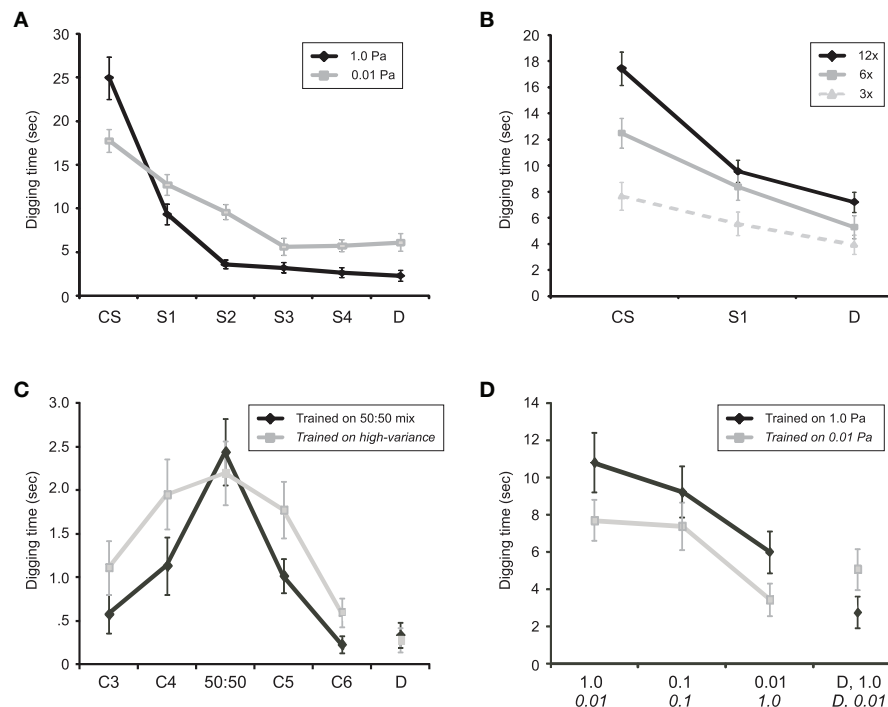 A
30
25
20
15
10
5
0
Digging time (sec)
1.0 Pa
0.01 Pa
CS S1 S2 S3 S4 D
B
20
18
16
14
12
10
8
6
4
2
0
Digging time (sec)
12x
6x
3x
CS S1 D
C
3.0
2.5
2.0
1.5
1.0
.5
0
Digging time (sec)
Trained on 50:50 mix
Trained on high-variance
C3 C4 50:50 C5 C6 D
D
14
12
10
8
6
4
2
0
Digging time (sec)
Trained on 1.0 Pa
Trained on 0.01 Pa
1.0 0.1 0.01 D, 1.0
0.01 0.1 1.0 D. 0.01